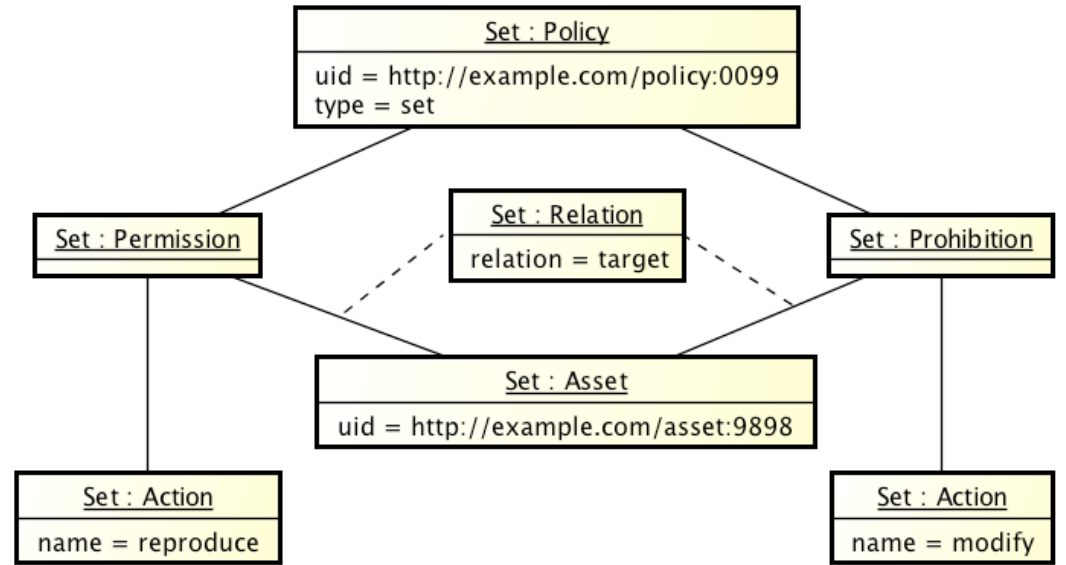 Set : Policy
uid = http://example.com/policy:0099
type = set
Set : Relation
relation = target
Set : Permission
Set : Prohibition
Set : Asset
uid = http://example.com/asset:9898
Set : Action
name = reproduce
Set : Action
name = modify